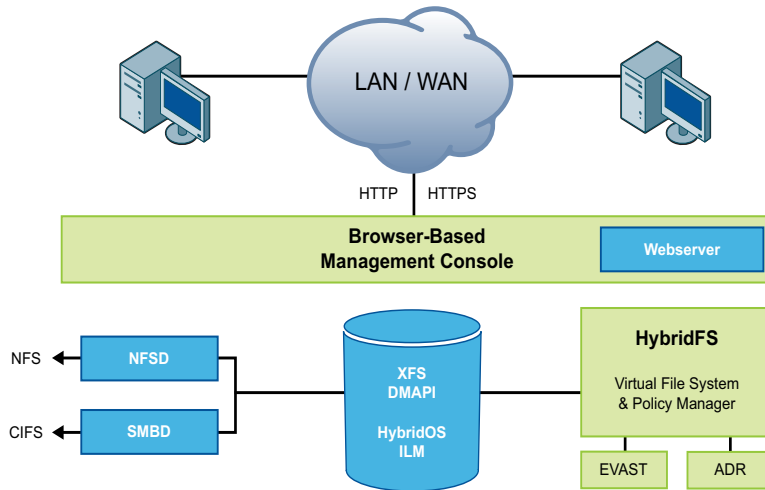 LAN / WAN
HTTP
HTTPS
Browser-Based
Management Console
Webserver
NFS
NFSD
CIFS
SMBD
XFS
DMAPI
HybridOS
ILM
HybridFS
Virtual File System
& Policy Manager
EVAST
ADR